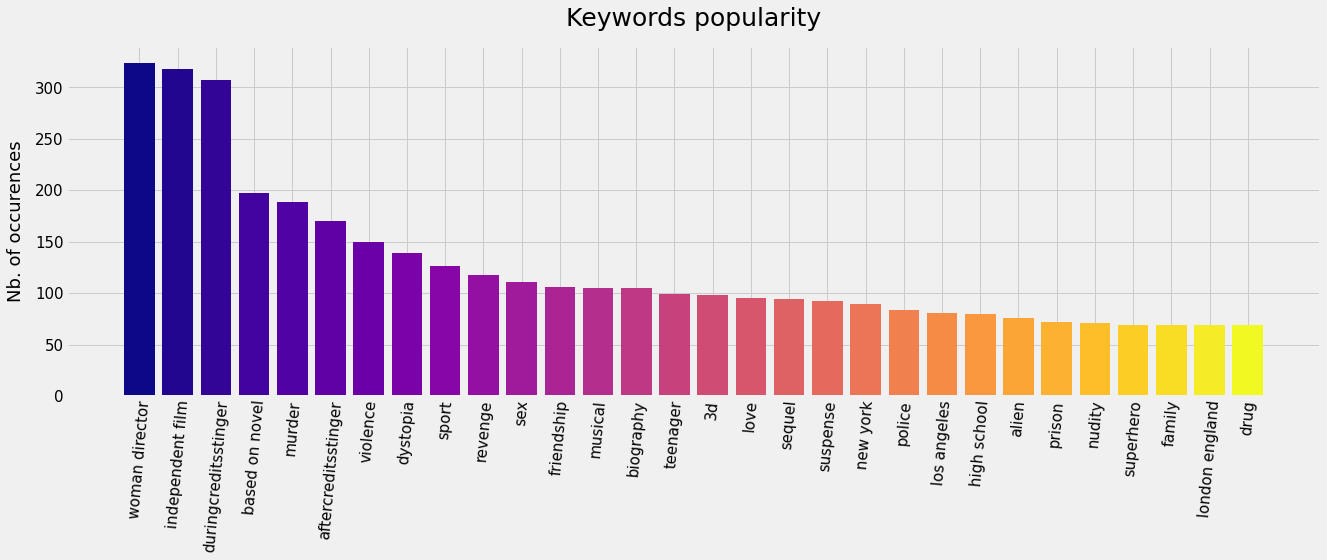 Keywords popularity
Nb. of occurences
300
250
200
150
100
50
0
woman director
independent film
duringcreditsstinger
based on novel
murder
aftercreditsstinger
violence
dystopia
sport
revenge
sex
friendship
musical
biography
teenager
3d
love
sequel
suspense
new york
police
los angeles
high school
alien
prison
nudity
superhero
family
london england
drug